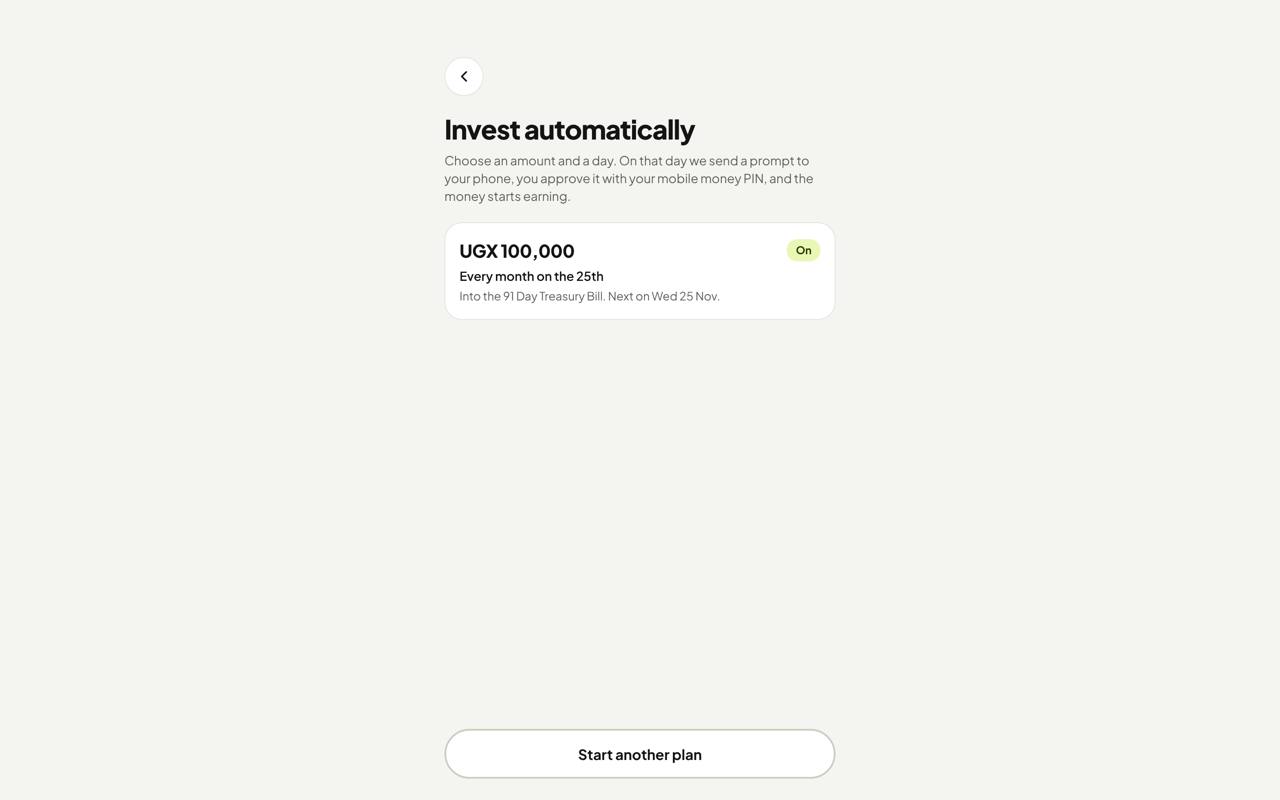 Invest automatically
Choose an amount and a day. On that day we send a prompt to
your phone, you approve it with your mobile money PIN, and the
money starts earning.
UGX 100,000
On
Every month on the 25th
Into the 91 Day Treasury Bill. Next on Wed 25 Nov.
Start another plan